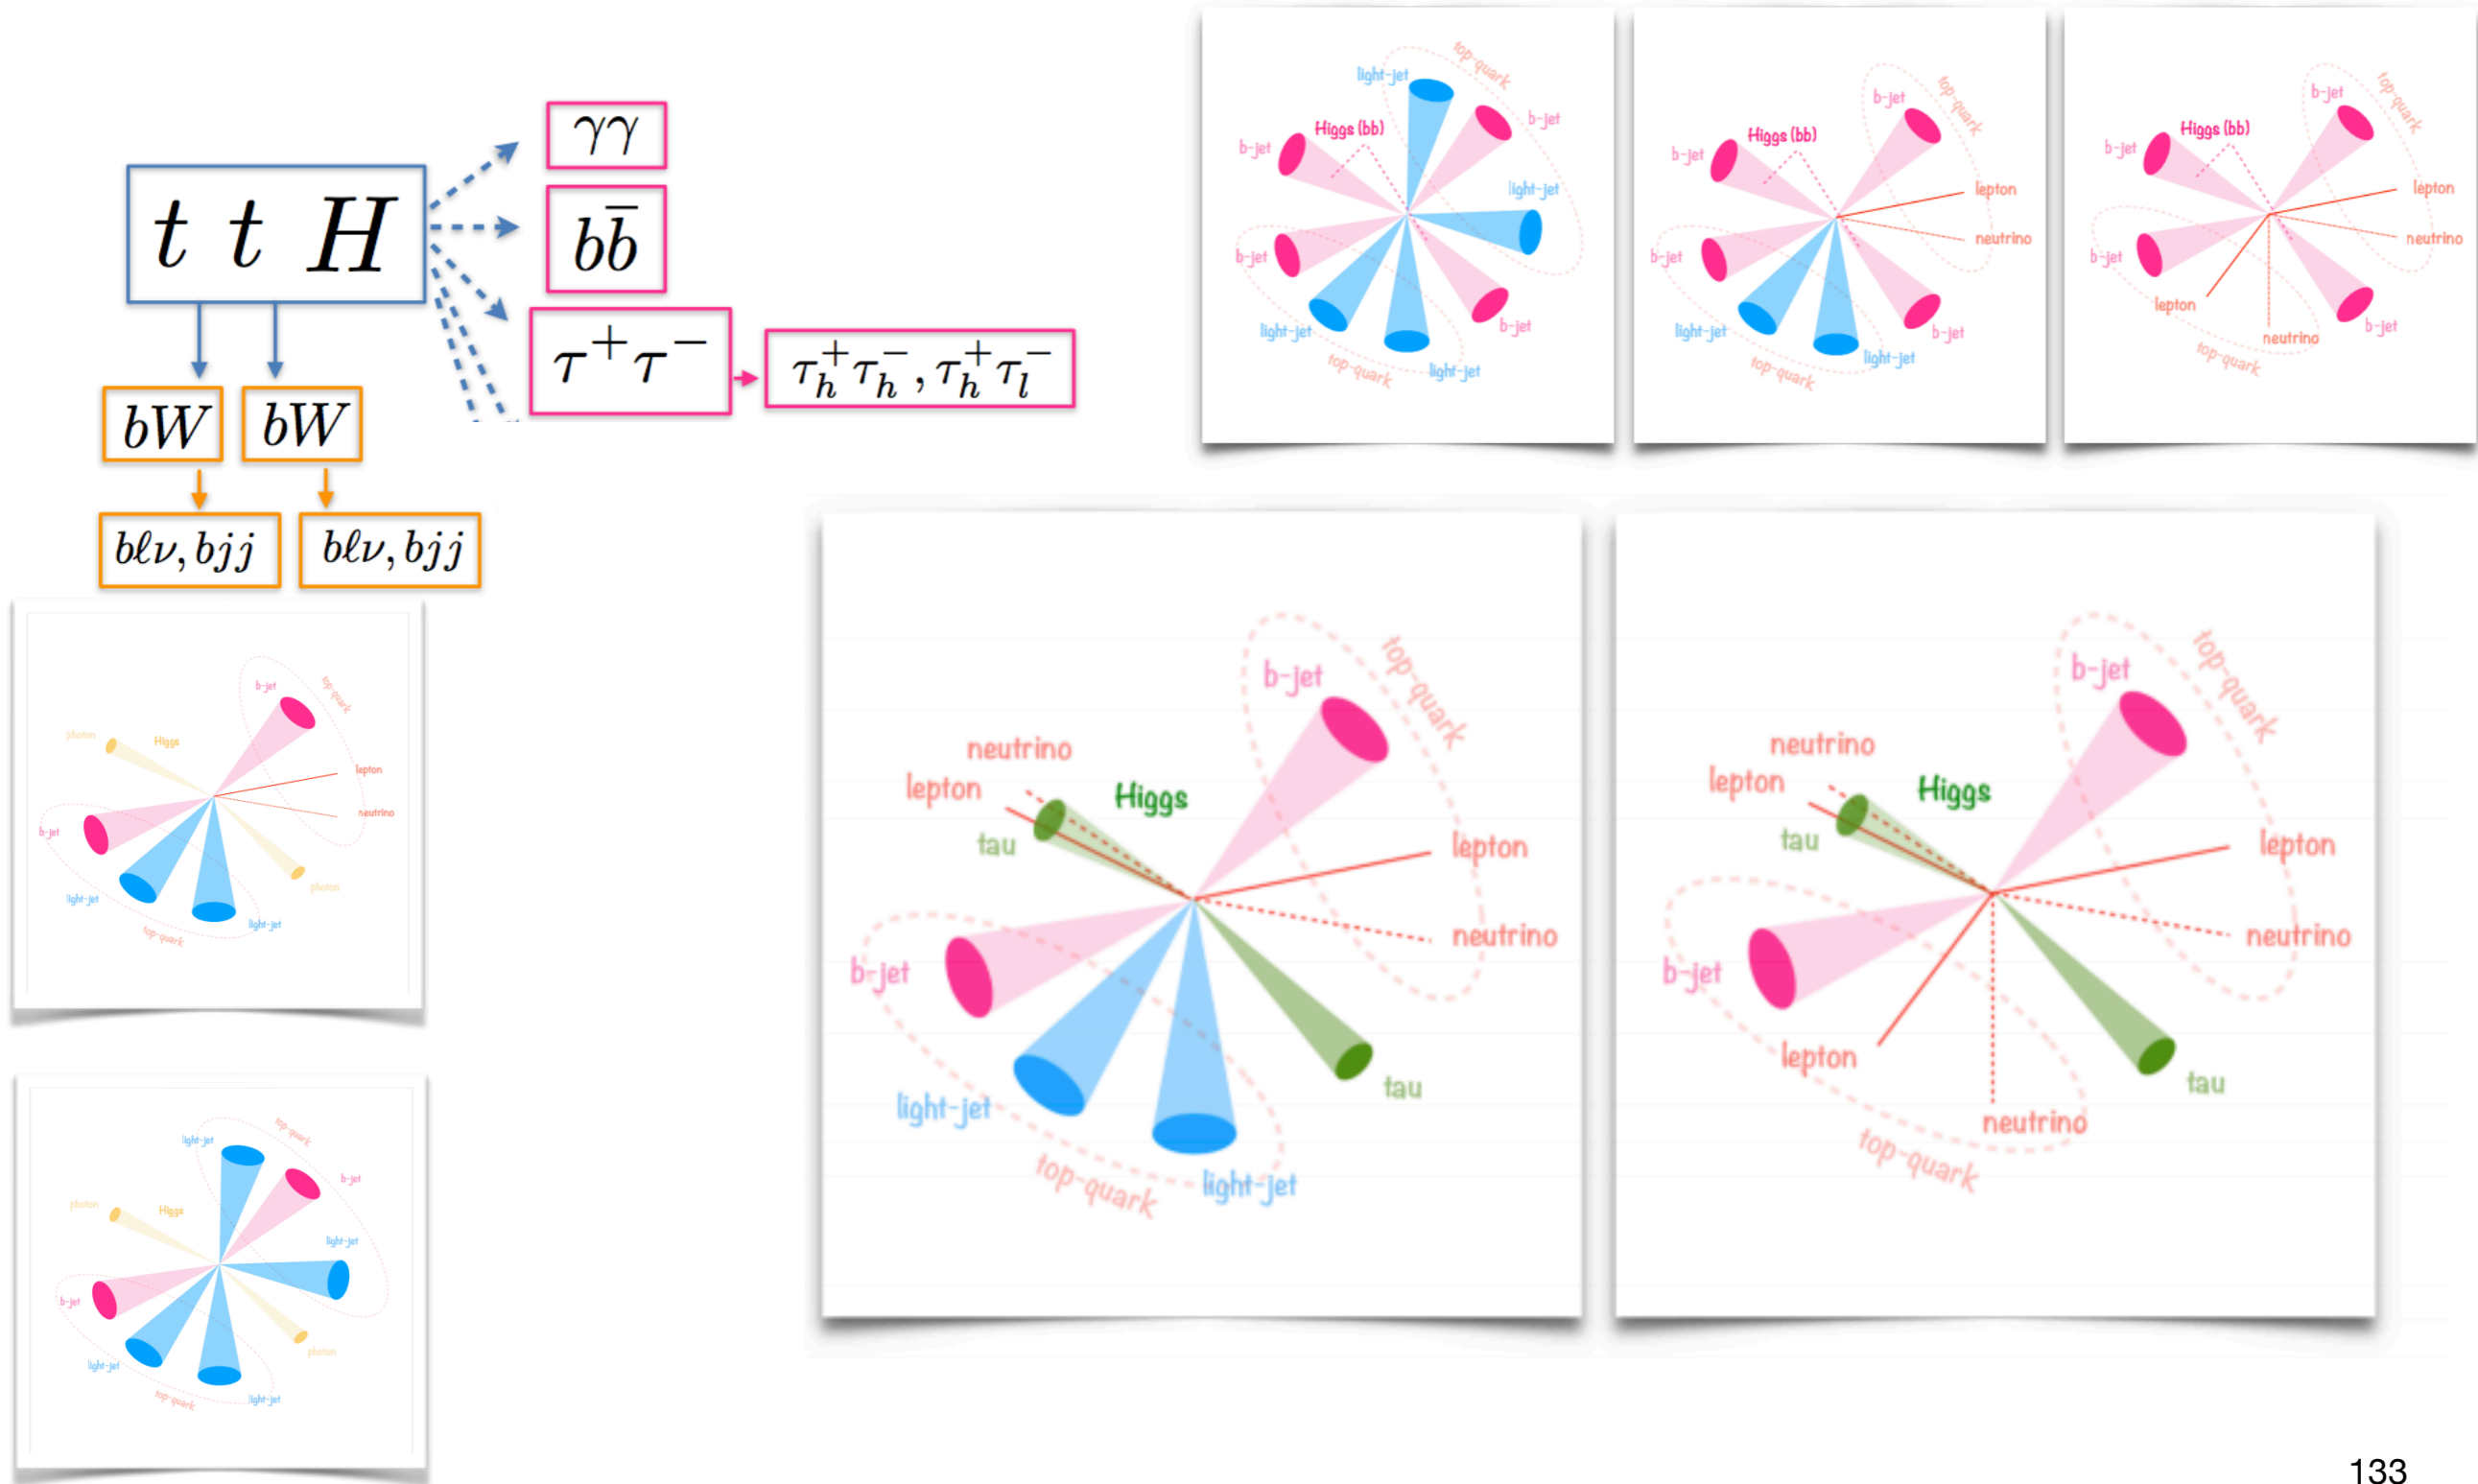 γγ
t t H
bb̄
τ⁺τ⁻
τ_h⁺τ_h⁻, τ_h⁺τ_l⁻
bW
bW
bℓν, bjj
bℓν, bjj
top-quark
light-jet
b-jet
Higgs (bb)
b-jet
light-jet
b-jet
light-jet
b-jet
top-quark
light-jet
top-quark
b-jet
Higgs (bb)
b-jet
lepton
neutrino
b-jet
light-jet
b-jet
light-jet
top-quark
top-quark
b-jet
Higgs (bb)
b-jet
lepton
neutrino
b-jet
lepton
b-jet
neutrino
top-quark
b-jet
top-quark
photon
Higgs
lepton
neutrino
b-jet
photon
light-jet
light-jet
top-quark
top-quark
b-jet
neutrino
lepton
Higgs
tau
lepton
neutrino
b-jet
tau
light-jet
light-jet
top-quark
top-quark
b-jet
neutrino
lepton
Higgs
tau
lepton
neutrino
b-jet
lepton
tau
neutrino
top-quark
top-quark
light-jet
b-jet
photon
Higgs
light-jet
b-jet
photon
light-jet
light-jet
top-quark
133